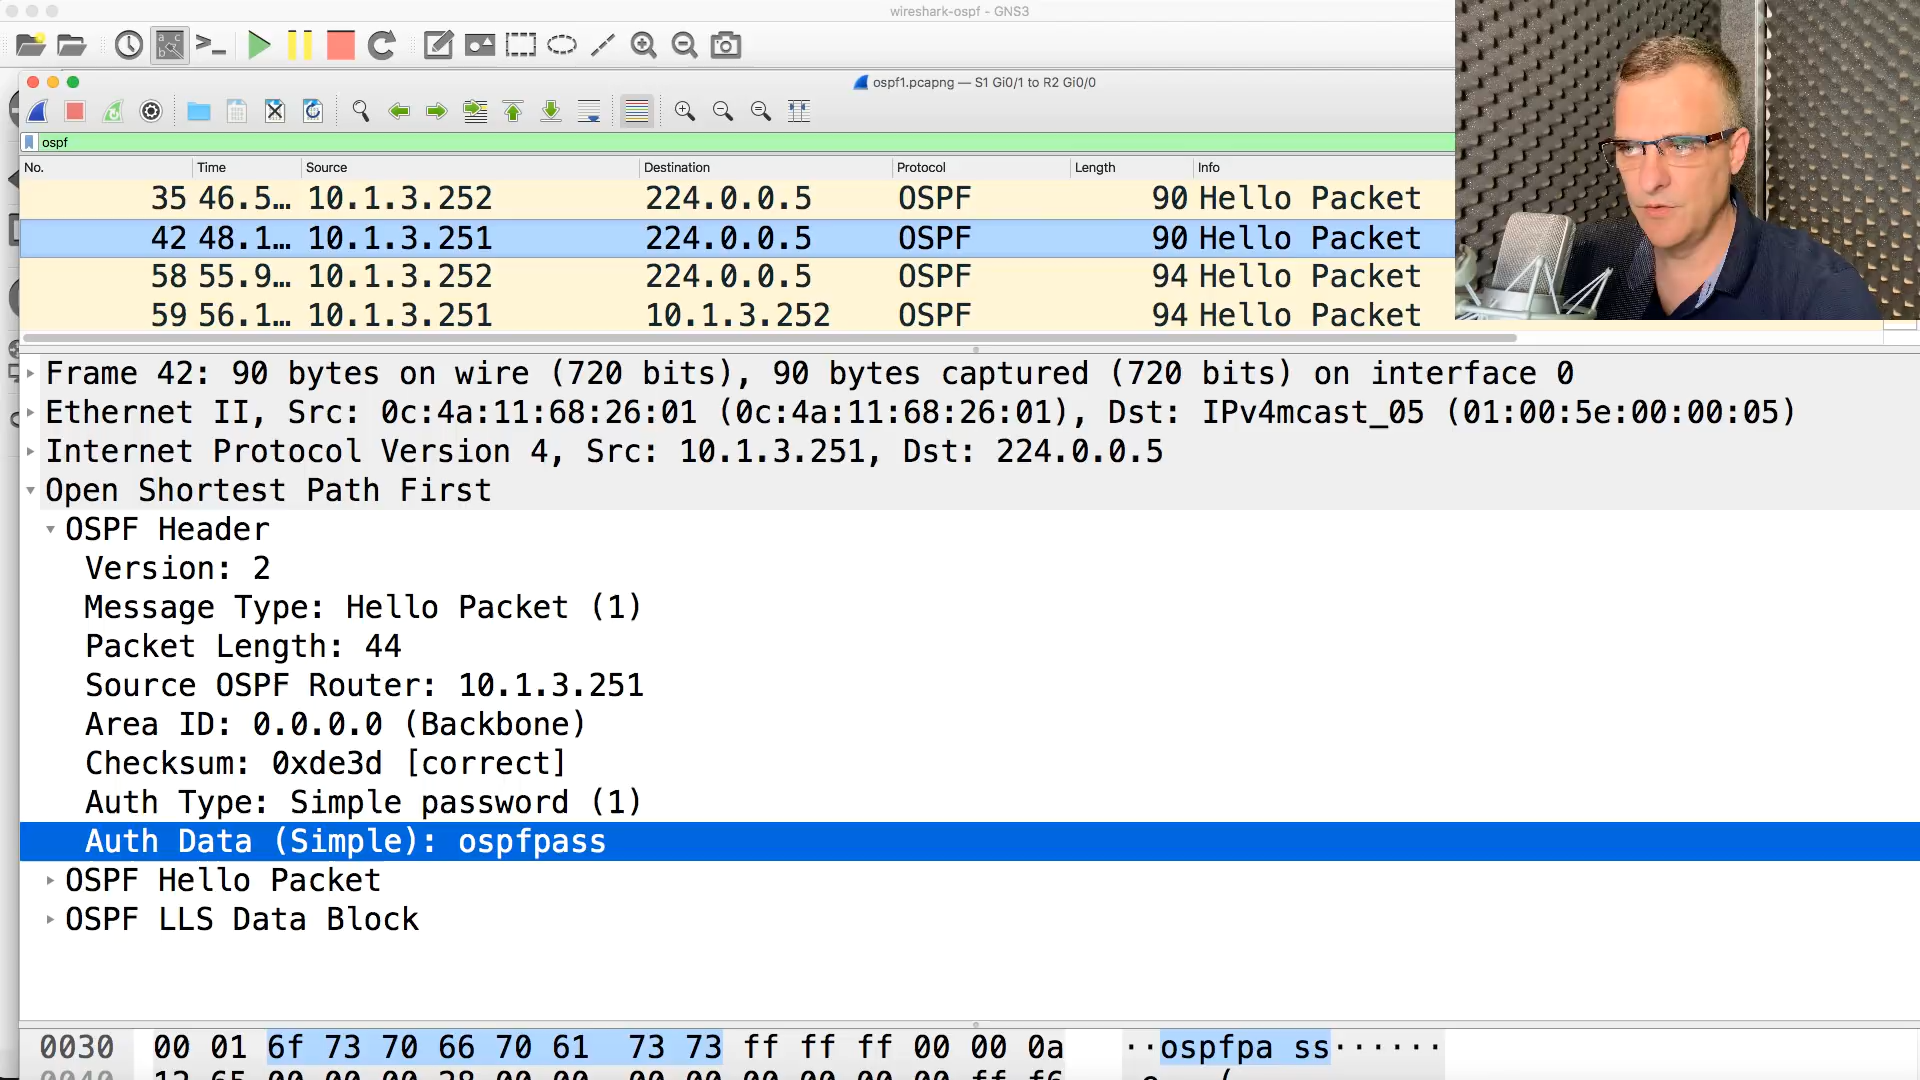 wireshark-ospf - GNS3
ospf1.pcapng — S1 Gi0/1 to R2 Gi0/0
ospf
No. Time Source Destination Protocol Length Info
35 46.5… 10.1.3.252 224.0.0.5 OSPF 90 Hello Packet
42 48.1… 10.1.3.251 224.0.0.5 OSPF 90 Hello Packet
58 55.9… 10.1.3.252 224.0.0.5 OSPF 94 Hello Packet
59 56.1… 10.1.3.251 10.1.3.252 OSPF 94 Hello Packet
Frame 42: 90 bytes on wire (720 bits), 90 bytes captured (720 bits) on interface 0
Ethernet II, Src: 0c:4a:11:68:26:01 (0c:4a:11:68:26:01), Dst: IPv4mcast_05 (01:00:5e:00:00:05)
Internet Protocol Version 4, Src: 10.1.3.251, Dst: 224.0.0.5
Open Shortest Path First
OSPF Header
Version: 2
Message Type: Hello Packet (1)
Packet Length: 44
Source OSPF Router: 10.1.3.251
Area ID: 0.0.0.0 (Backbone)
Checksum: 0xde3d [correct]
Auth Type: Simple password (1)
Auth Data (Simple): ospfpass
OSPF Hello Packet
OSPF LLS Data Block
0030 00 01 6f 73 70 66 70 61 73 73 ff ff ff 00 00 0a ··ospfpa ss······